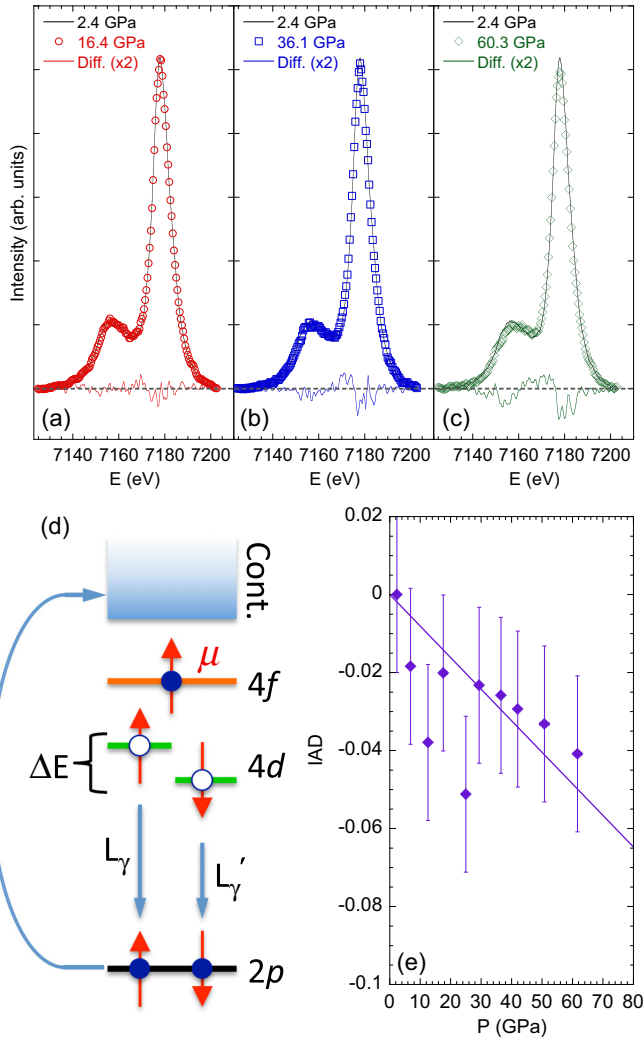 2.4 GPa
16.4 GPa
Diff. (x2)
2.4 GPa
36.1 GPa
Diff. (x2)
2.4 GPa
60.3 GPa
Diff. (x2)
Intensity (arb. units)
(a)
(b)
(c)
7140 7160 7180 7200
7140 7160 7180 7200
7140 7160 7180 7200
E (eV)
E (eV)
E (eV)
(d)
Cont.
μ
4f
ΔE
4d
Lγ
Lγ′
2p
0.02
0
-0.02
-0.04
-0.06
-0.08
-0.1
IAD
(e)
0 10 20 30 40 50 60 70 80
P (GPa)